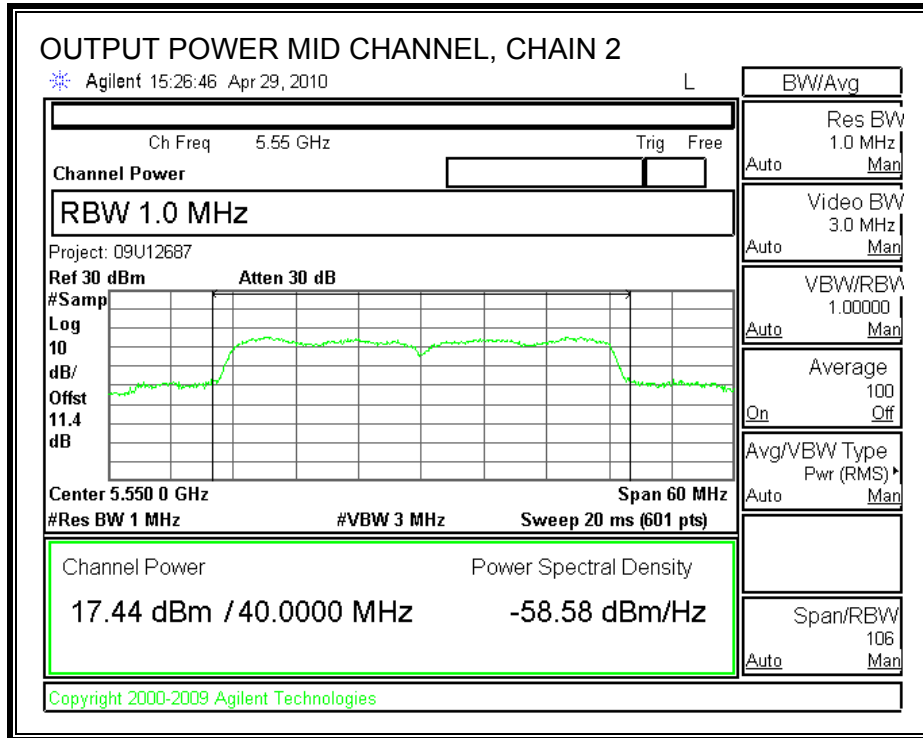 OUTPUT POWER MID CHANNEL, CHAIN 2
Agilent 15:26:46 Apr 29, 2010 L
BW/Avg
Ch Freq 5.55 GHz Trig Free
Channel Power
RBW 1.0 MHz
Project: 09U12687
Ref 30 dBm Atten 30 dB
#Samp
Log
10
dB/
Offst
11.4
dB
Center 5.550 0 GHz Span 60 MHz
#Res BW 1 MHz #VBW 3 MHz Sweep 20 ms (601 pts)
Channel Power Power Spectral Density
17.44 dBm / 40.0000 MHz -58.58 dBm/Hz
Copyright 2000-2009 Agilent Technologies
Res BW
1.0 MHz
Auto Man
Video BW
3.0 MHz
Auto Man
VBW/RBW
1.00000
Auto Man
Average
100
On Off
Avg/VBW Type
Pwr (RMS)
Auto Man
Span/RBW
106
Auto Man